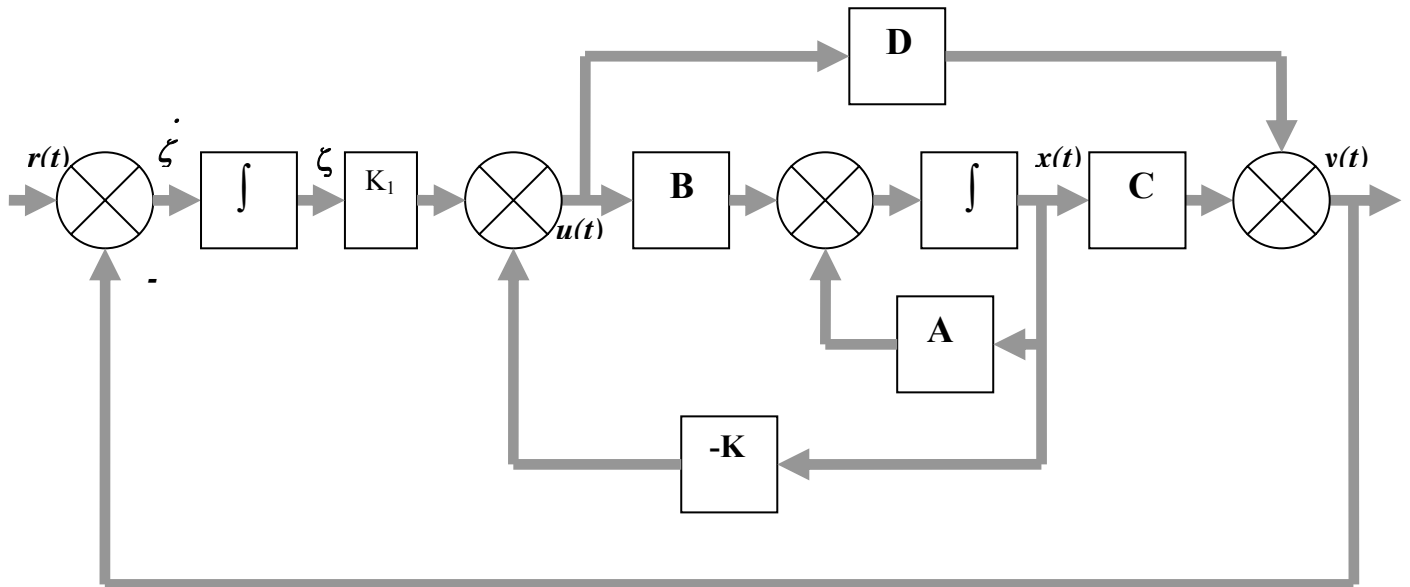 D
r(t) ζ̇ ∫ ζ K₁ u(t) B ∫ x(t) C y(t)
-
A
-K